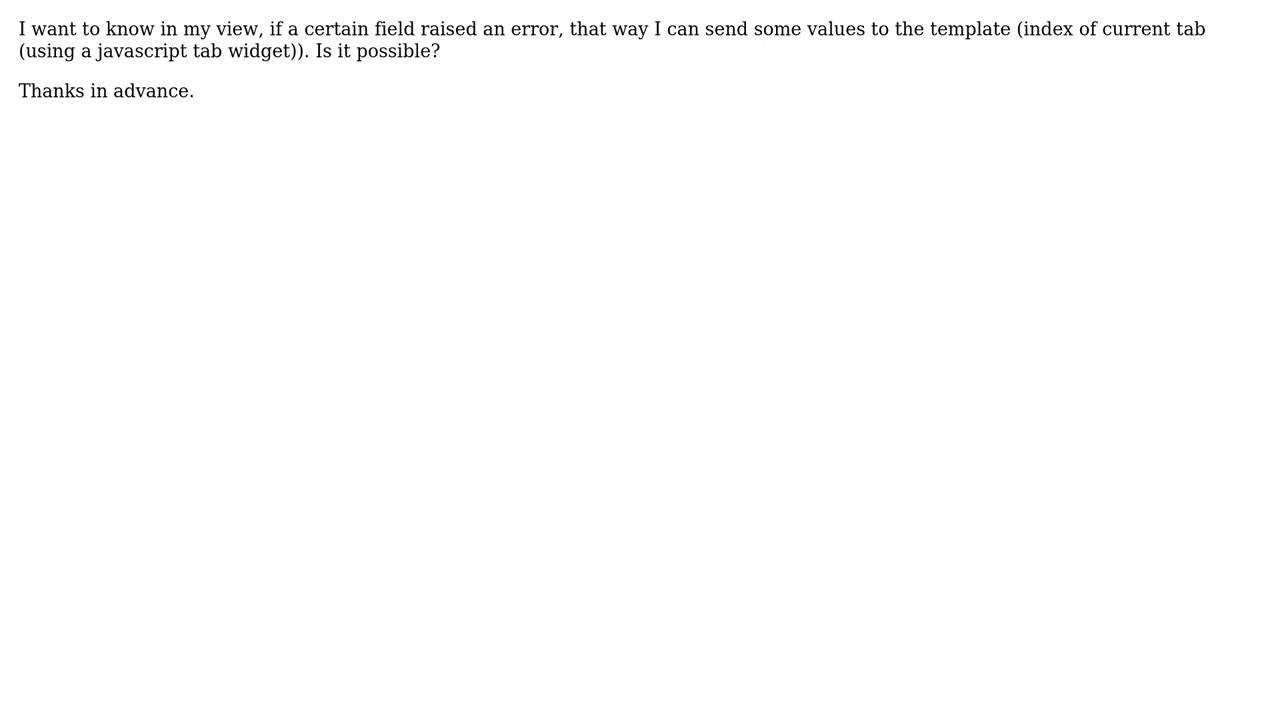 I want to know in my view, if a certain field raised an error, that way I can send some values to the template (index of current tab
(using a javascript tab widget)). Is it possible?
Thanks in advance.